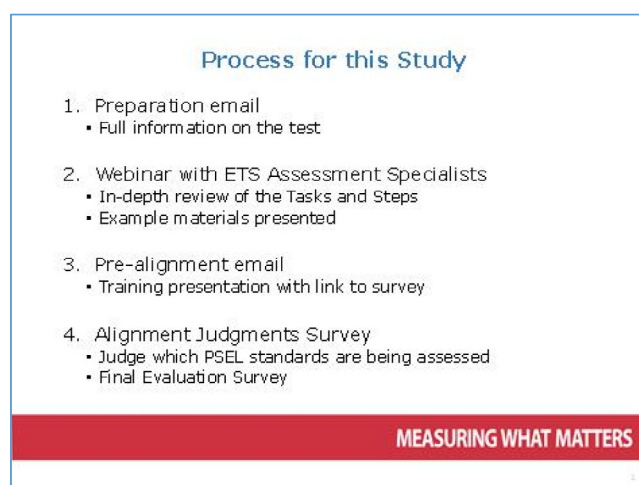 Process for this Study
1. Preparation email
▪ Full information on the test
2. Webinar with ETS Assessment Specialists
▪ In-depth review of the Tasks and Steps
▪ Example materials presented
3. Pre-alignment email
▪ Training presentation with link to survey
4. Alignment Judgments Survey
▪ Judge which PSEL standards are being assessed
▪ Final Evaluation Survey
MEASURING WHAT MATTERS